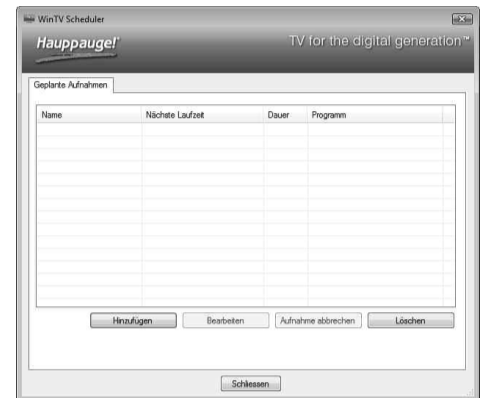 WinTV Scheduler
Hauppauge!
TV for the digital generation™
Geplante Aufnahmen
Name Nächste Laufzeit Dauer Programm
Hinzufügen Bearbeiten Aufnahme abbrechen Löschen
Schliessen